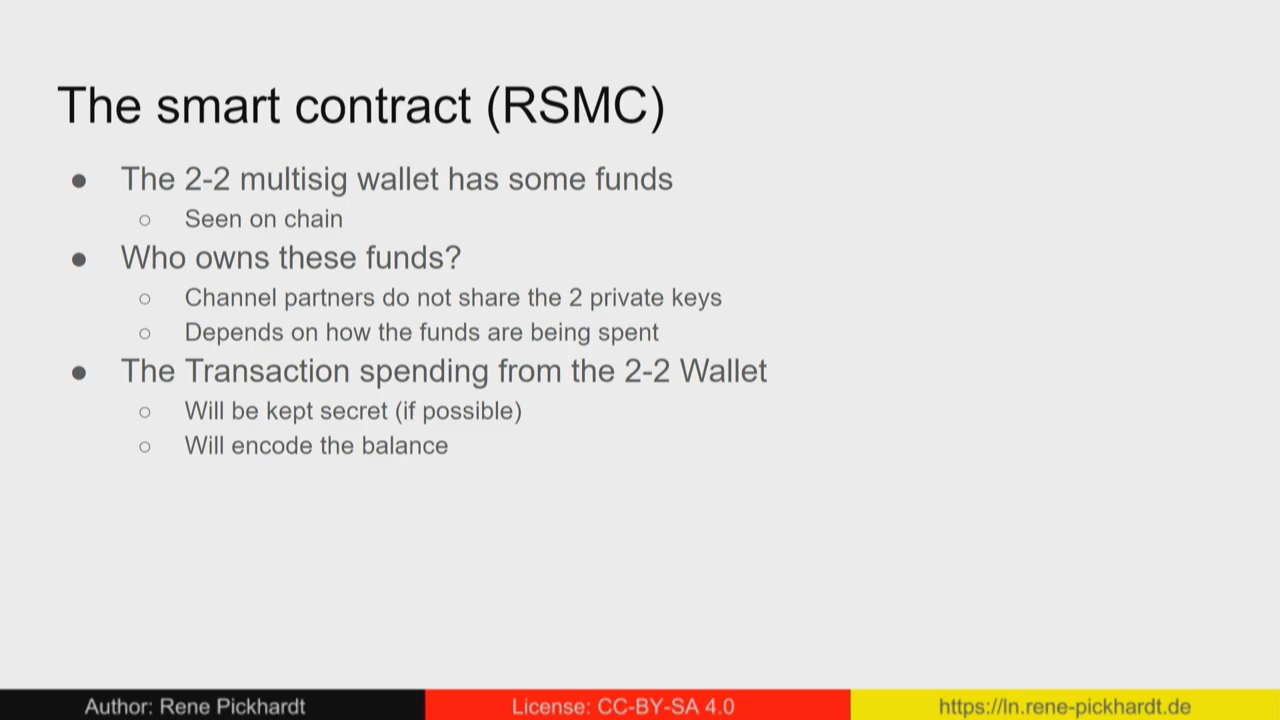 The smart contract (RSMC)
● The 2-2 multisig wallet has some funds
○ Seen on chain
● Who owns these funds?
○ Channel partners do not share the 2 private keys
○ Depends on how the funds are being spent
● The Transaction spending from the 2-2 Wallet
○ Will be kept secret (if possible)
○ Will encode the balance
Author: Rene Pickhardt
License: CC-BY-SA 4.0
https://ln.rene-pickhardt.de